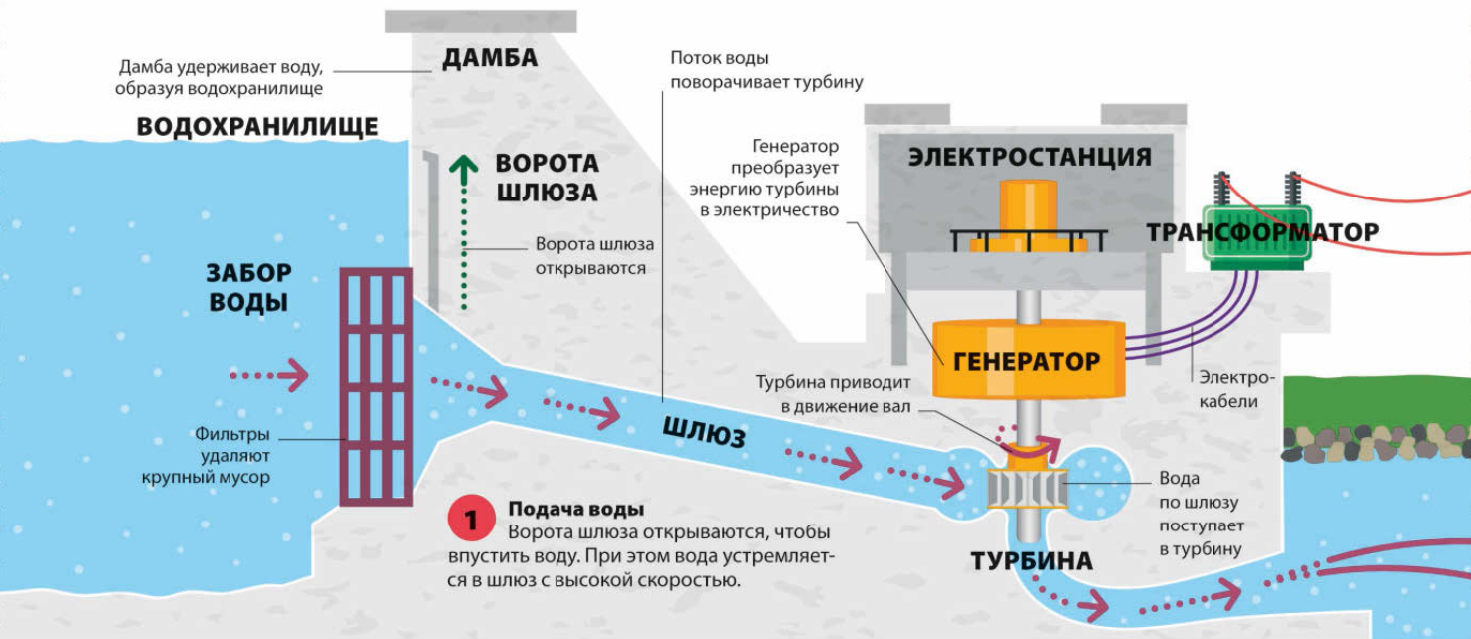 ДАМБА
Дамба удерживает воду,
образуя водохранилище
ВОДОХРАНИЛИЩЕ
Поток воды
поворачивает турбину
ВОРОТА
ШЛЮЗА
Ворота шлюза
открываются
ЗАБОР
ВОДЫ
Фильтры
удаляют
крупный мусор
Генератор
преобразует
энергию турбины
в электричество
ЭЛЕКТРОСТАНЦИЯ
ТРАНСФОРМАТОР
ГЕНЕРАТОР
Турбина приводит
в движение вал
Электро-
кабели
ШЛЮЗ
Вода
по шлюзу
поступает
в турбину
ТУРБИНА
1 Подача воды
Ворота шлюза открываются, чтобы
впустить воду. При этом вода устремляет-
ся в шлюз с высокой скоростью.